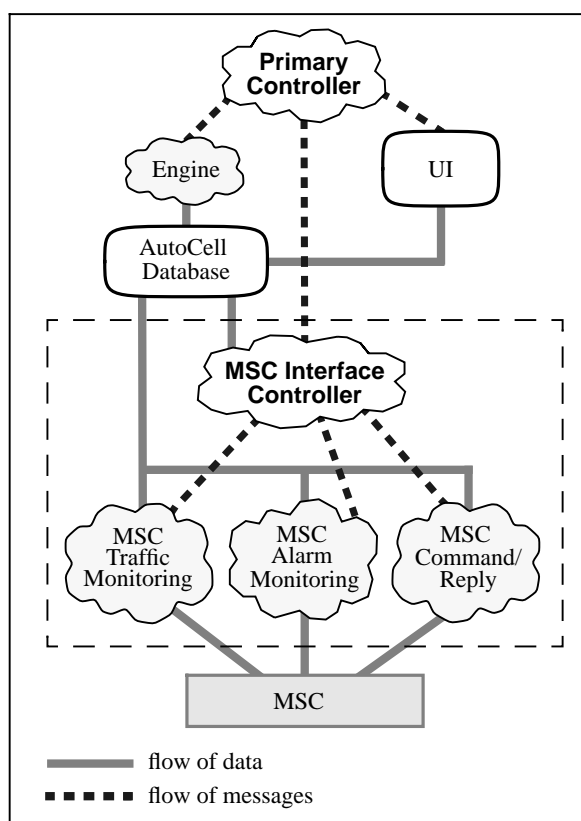 Primary
Controller
Engine
UI
AutoCell
Database
MSC Interface
Controller
MSC
Traffic
Monitoring
MSC
Alarm
Monitoring
MSC
Command/
Reply
MSC
flow of data
flow of messages